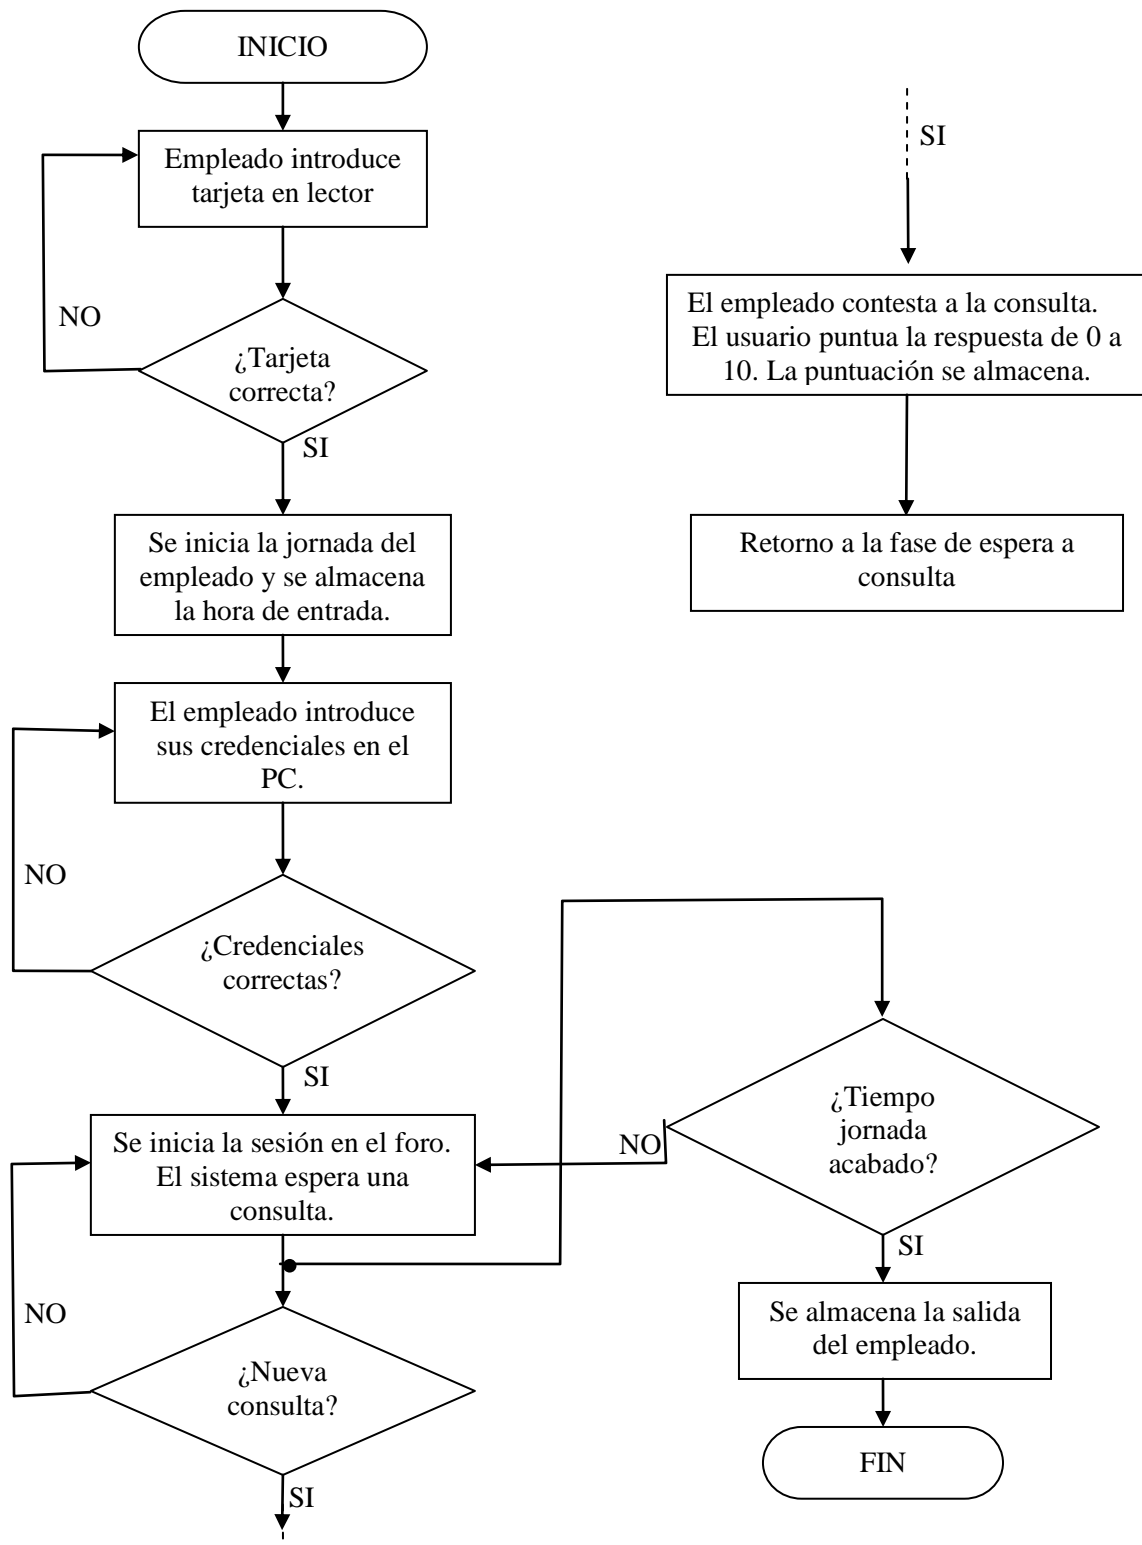 INICIO
Empleado introduce
tarjeta en lector
NO
¿Tarjeta
correcta?
SI
Se inicia la jornada del
empleado y se almacena
la hora de entrada.
El empleado introduce
sus credenciales en el
PC.
NO
¿Credenciales
correctas?
SI
Se inicia la sesión en el foro.
El sistema espera una
consulta.
NO
¿Nueva
consulta?
SI
SI
El empleado contesta a la consulta.
El usuario puntua la respuesta de 0 a
10. La puntuación se almacena.
Retorno a la fase de espera a
consulta
¿Tiempo
jornada
acabado?
NO
SI
Se almacena la salida
del empleado.
FIN